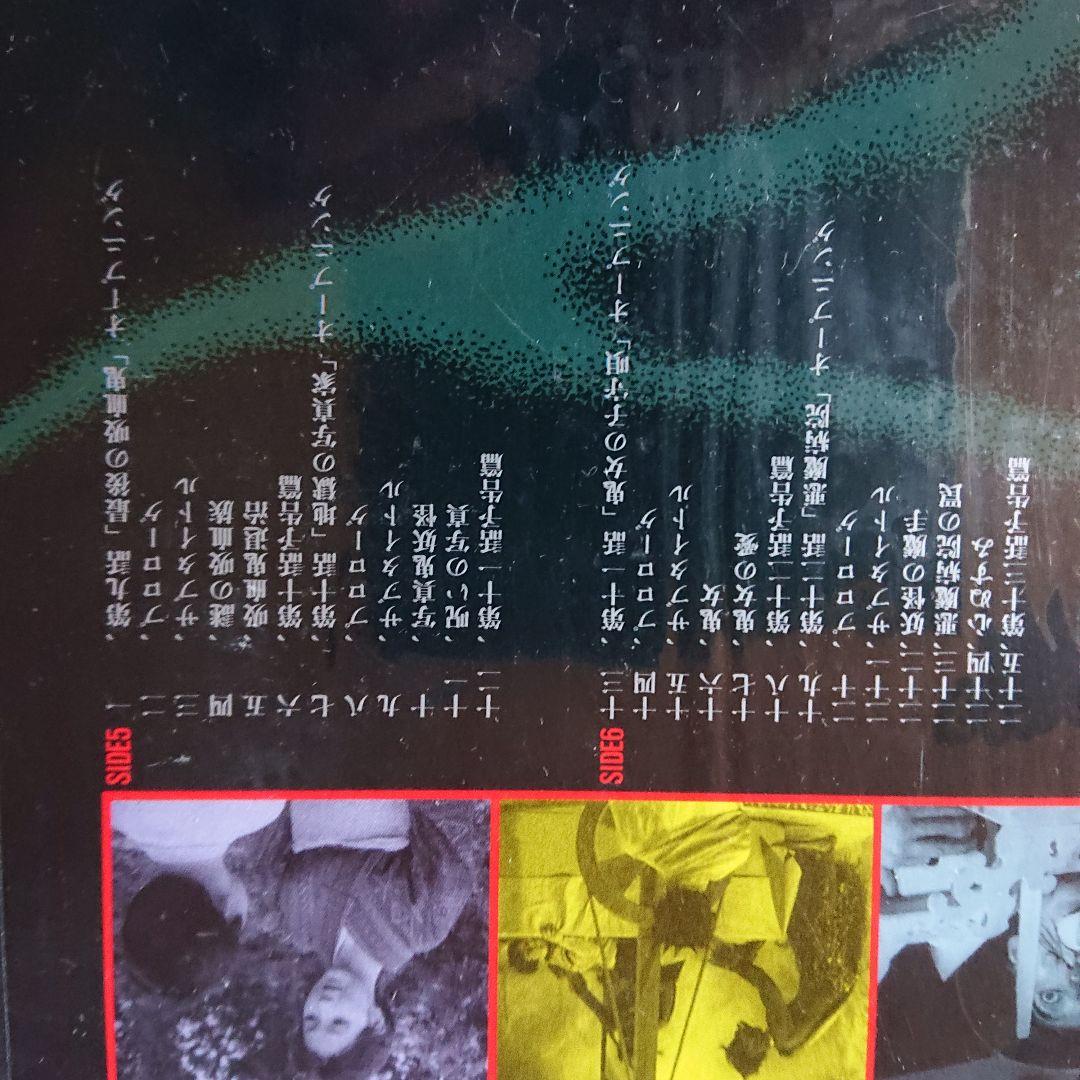 SIDE5
一、第九話「最後の吸血鬼」オープニング
二、プロローグ
三、サブタイトル
四、謎の吸血族
五、吸血鬼退治
六、第十話予告篇
七、第十話「地獄の写真家」オープニング
八、プロローグ
九、サブタイトル
十、写真鬼妖怪
十一、呪いの写真
十二、第十一話予告篇
SIDE6
十三、第十一話「鬼女の子守唄」オープニング
十四、プロローグ
十五、サブタイトル
十六、鬼女
十七、鬼女の愛
十八、第十二話予告篇
十九、第十二話「悪魔病院」オープニング
二十、プロローグ
二十一、サブタイトル
二十二、妖怪の魔手
二十三、悪魔病院の罠
二十四、心ぬすみ
二十五、第十三話予告篇